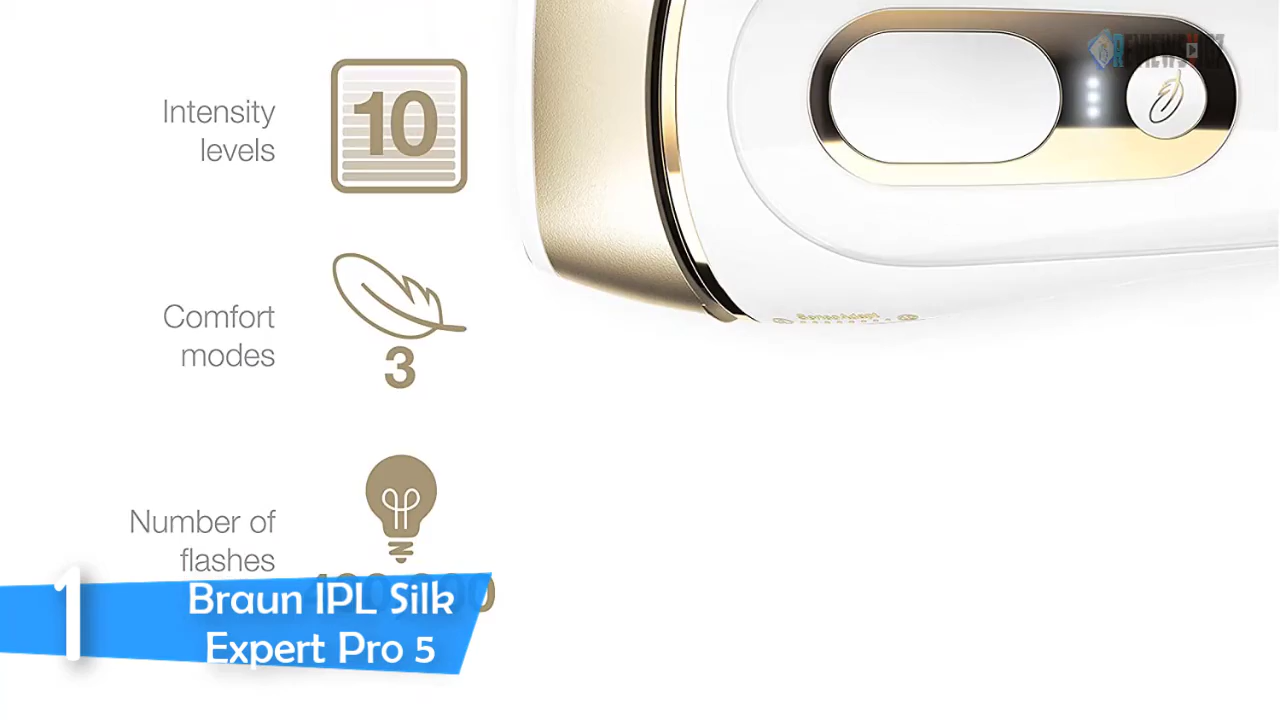 Intensity
levels
10
Comfort
modes
3
Number of
flashes
1
Braun IPL Silk
Expert Pro 5